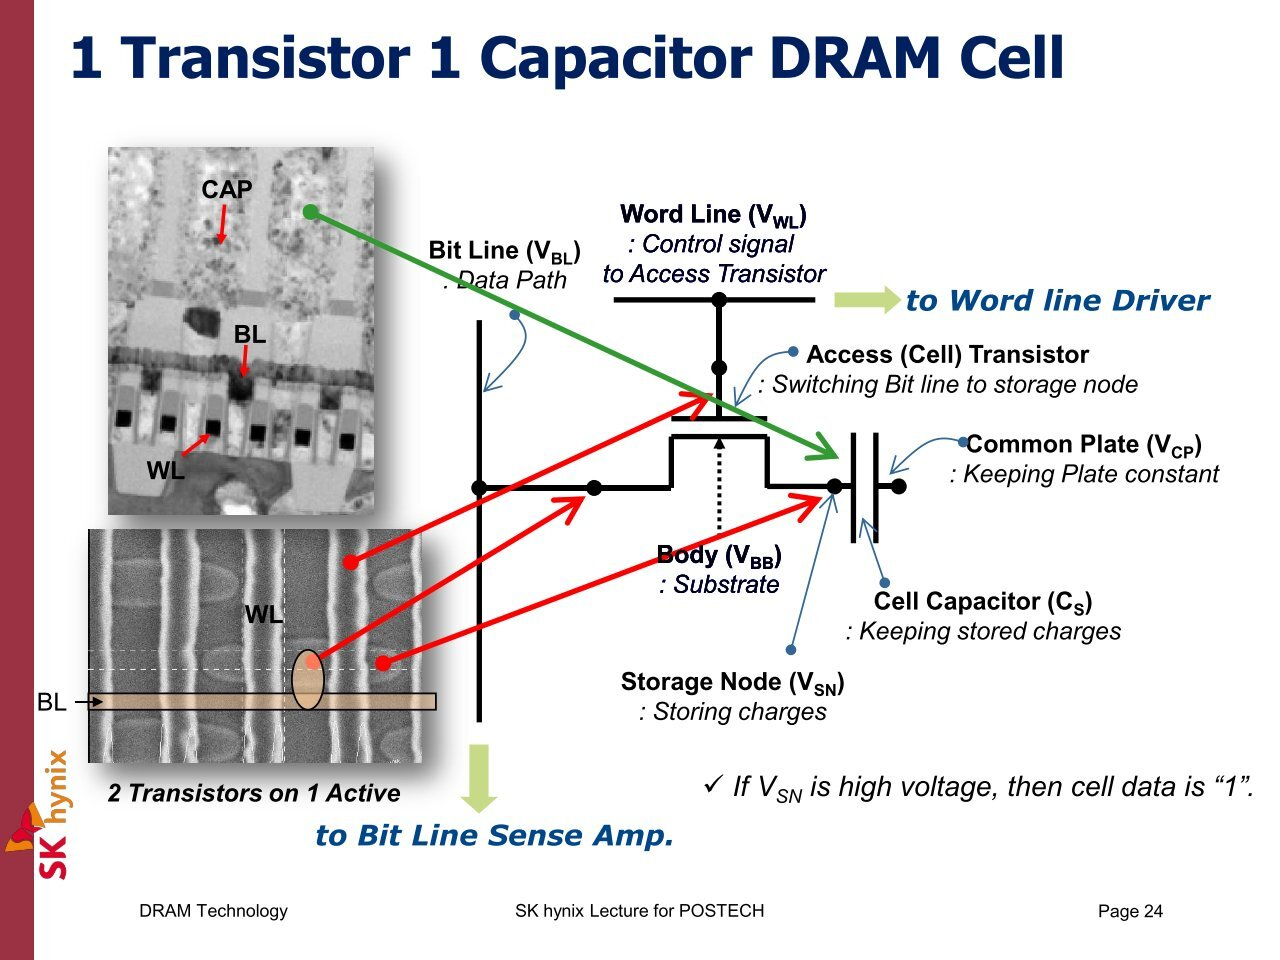 1 Transistor 1 Capacitor DRAM Cell
CAP
BL
WL
Bit Line (VBL)
: Data Path
Word Line (VWL)
: Control signal
to Access Transistor
to Word line Driver
Access (Cell) Transistor
: Switching Bit line to storage node
Common Plate (VCP)
: Keeping Plate constant
Body (VBB)
: Substrate
Cell Capacitor (CS)
: Keeping stored charges
Storage Node (VSN)
: Storing charges
WL
BL
2 Transistors on 1 Active
✓ If VSN is high voltage, then cell data is “1”.
to Bit Line Sense Amp.
SK hynix
DRAM Technology
SK hynix Lecture for POSTECH
Page 24